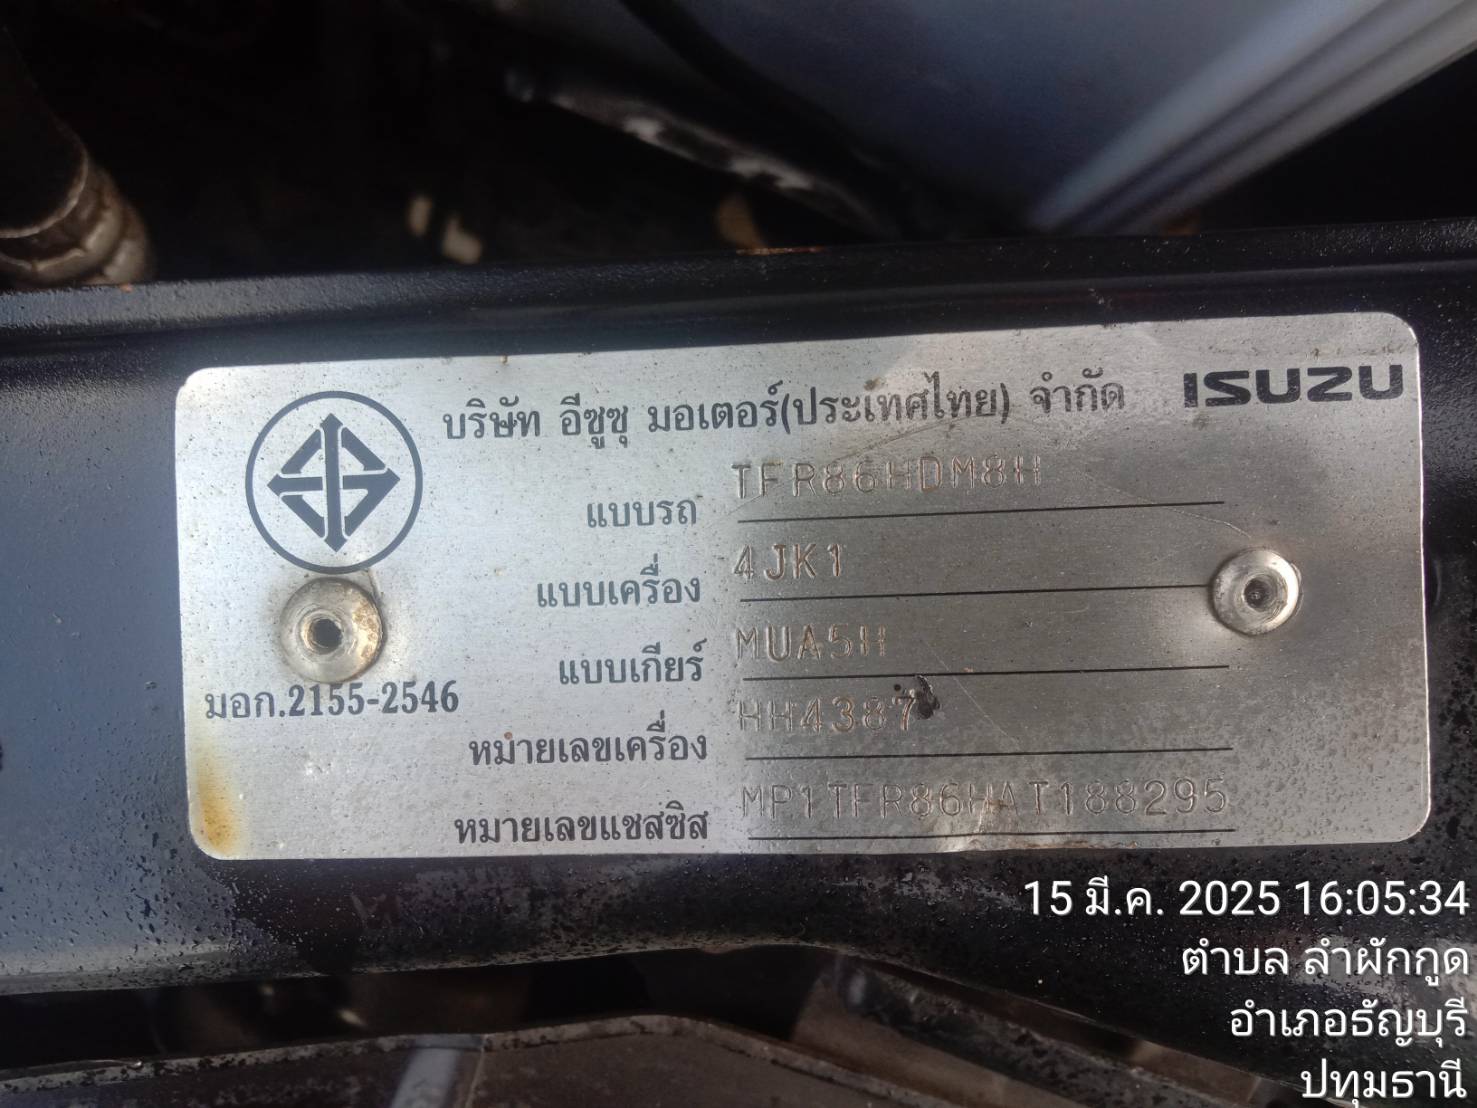 บริษัท อีซูซุ มอเตอร์(ประเทศไทย) จำกัด ISUZU
แบบรถ TFR86HDM8H
แบบเครื่อง 4JK1
แบบเกียร์ MUA5H
มอก.2155-2546
หมายเลขเครื่อง HH4387
หมายเลขแชสซิส MP1TFR86HAT188295
15 มี.ค. 2025 16:05:34
ตำบล ลำผักกูด
อำเภอธัญบุรี
ปทุมธานี